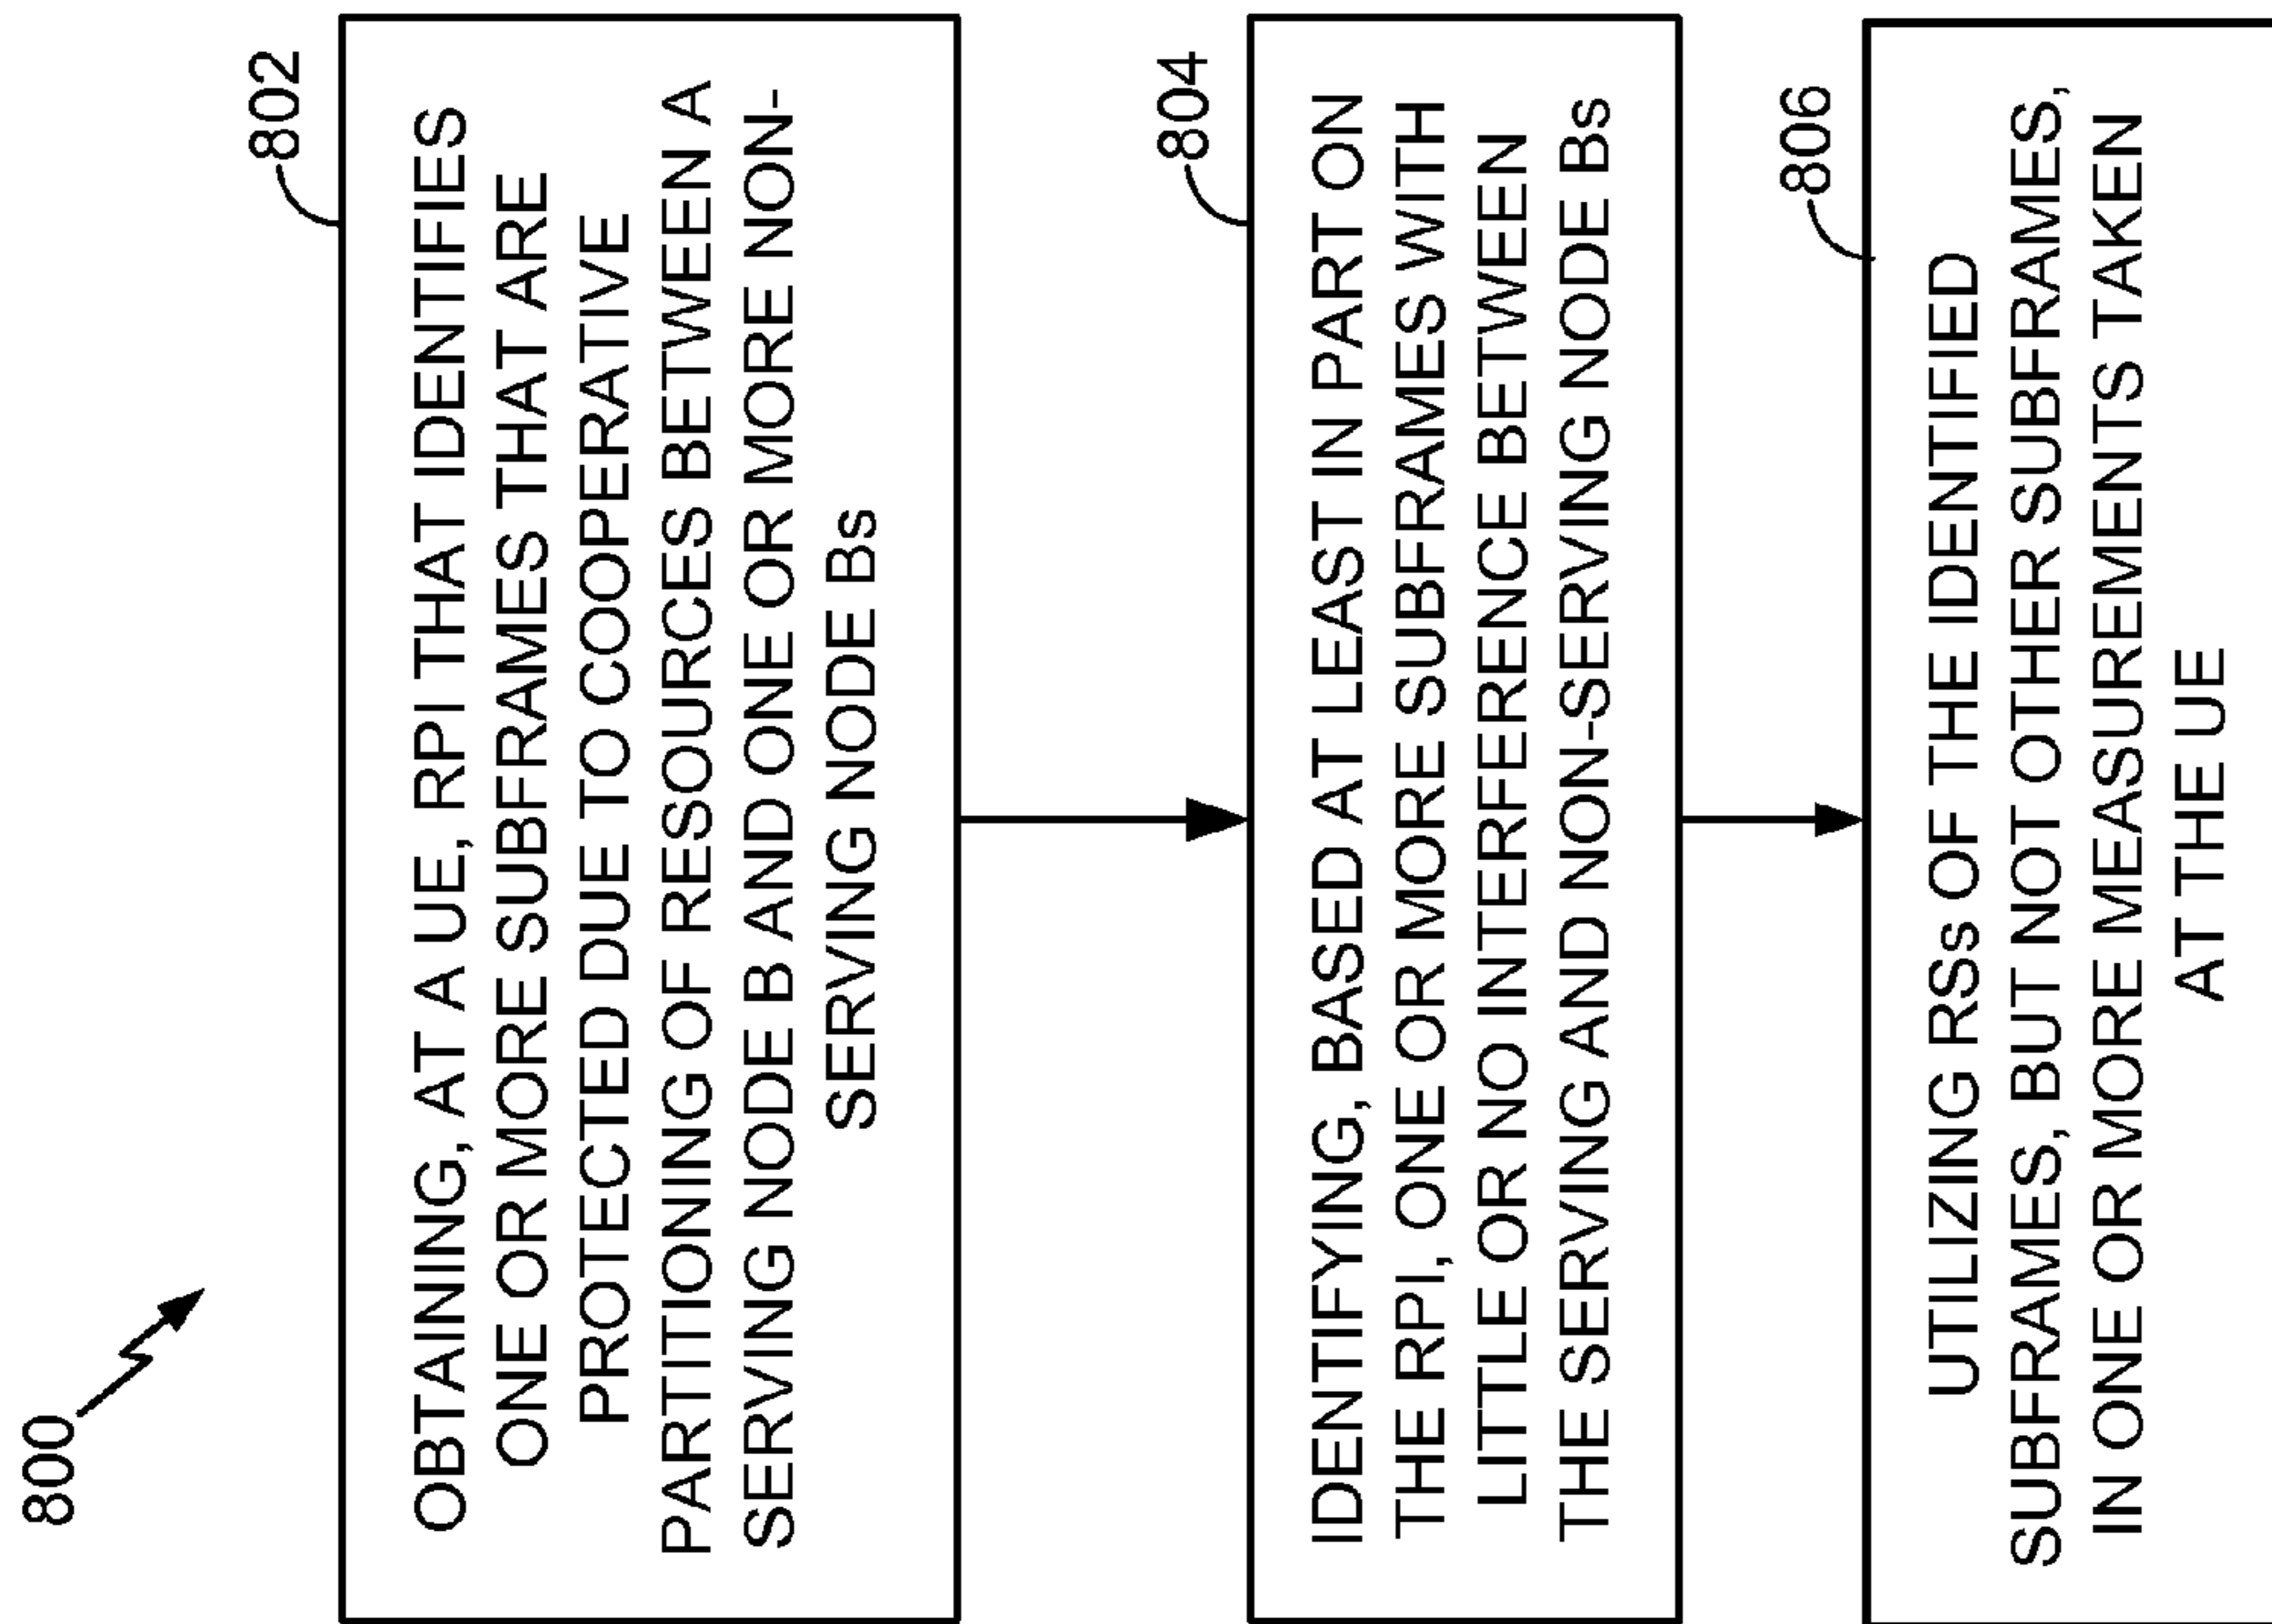 800
802
OBTAINING, AT A UE, RPI THAT IDENTIFIES
ONE OR MORE SUBFRAMES THAT ARE
PROTECTED DUE TO COOPERATIVE
PARTITIONING OF RESOURCES BETWEEN A
SERVING NODE B AND ONE OR MORE NON-
SERVING NODE Bs
804
IDENTIFYING, BASED AT LEAST IN PART ON
THE RPI, ONE OR MORE SUBFRAMES WITH
LITTLE OR NO INTERFERENCE BETWEEN
THE SERVING AND NON-SERVING NODE Bs
806
UTILIZING RSs OF THE IDENTIFIED
SUBFRAMES, BUT NOT OTHER SUBFRAMES,
IN ONE OR MORE MEASUREMENTS TAKEN
AT THE UE